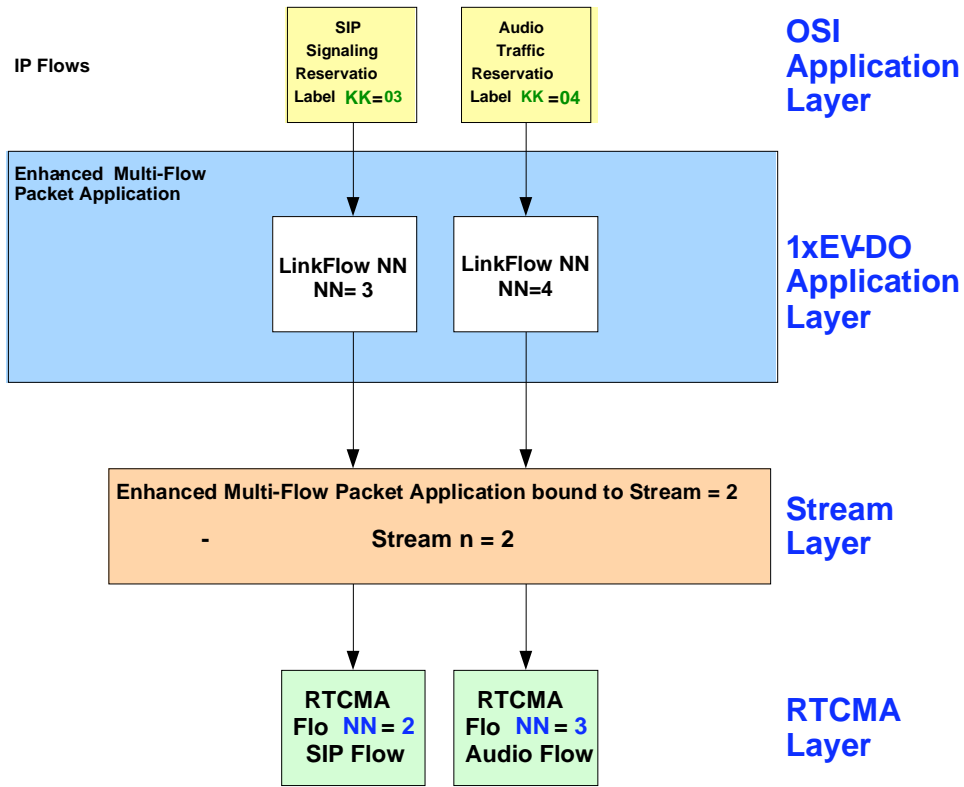 SIP
Signaling
Reservatio
Label KK=03
Audio
Traffic
Reservatio
Label KK =04
OSI
Application
Layer
IP Flows
Enhanced Multi-Flow
Packet Application
LinkFlow NN
NN= 3
LinkFlow NN
NN=4
1xEV-DO
Application
Layer
Enhanced Multi-Flow Packet Application bound to Stream = 2
- Stream n = 2
Stream
Layer
RTCMA
Flo NN = 2
SIP Flow
RTCMA
Flo NN = 3
Audio Flow
RTCMA
Layer